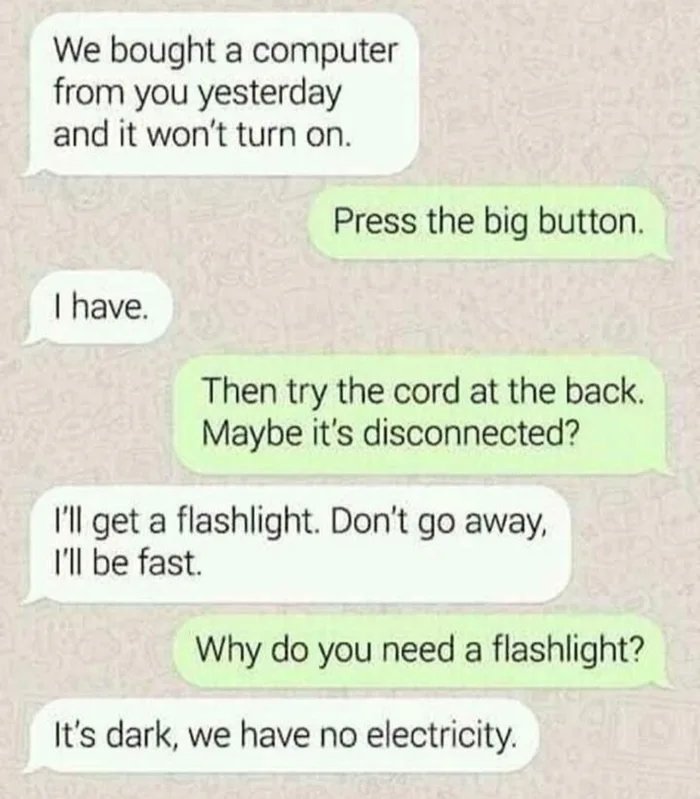 We bought a computer
from you yesterday
and it won't turn on.
Press the big button.
I have.
Then try the cord at the back.
Maybe it's disconnected?
I'll get a flashlight. Don't go away,
I'll be fast.
Why do you need a flashlight?
It's dark, we have no electricity.